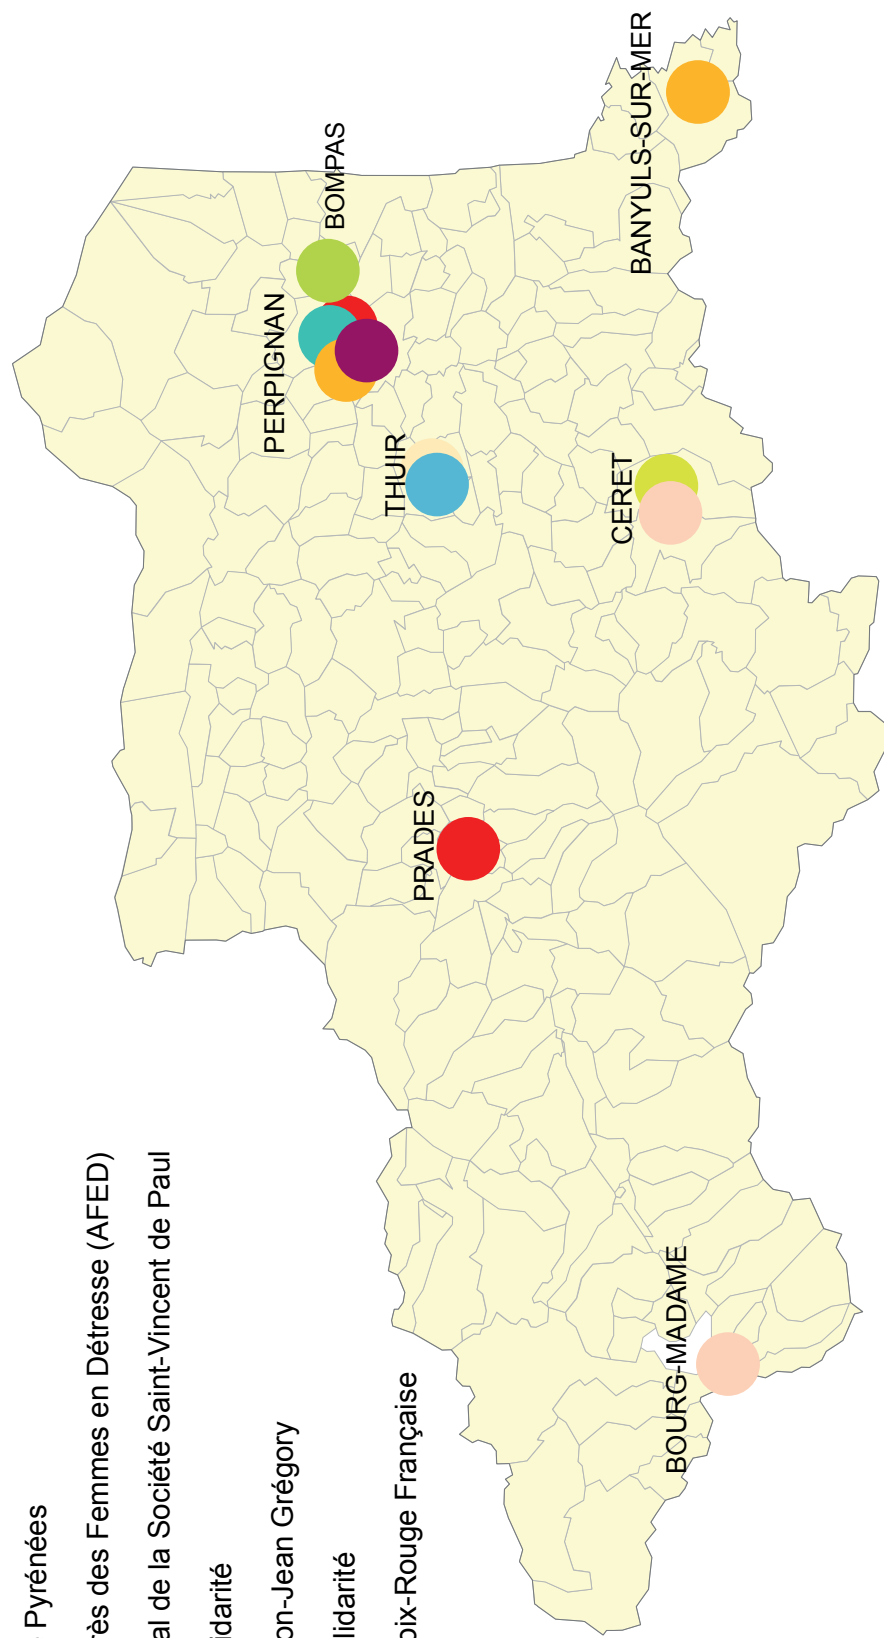 Pyrénées
rès des Femmes en Détresse (AFED)
al de la Société Saint-Vincent de Paul
idarité
on-Jean Grégory
lidarité
oix-Rouge Française
PERPIGNAN
BOMPAS
THUIR
PRADES
CERET
BANYULS-SUR-MER
BOURG-MADAME